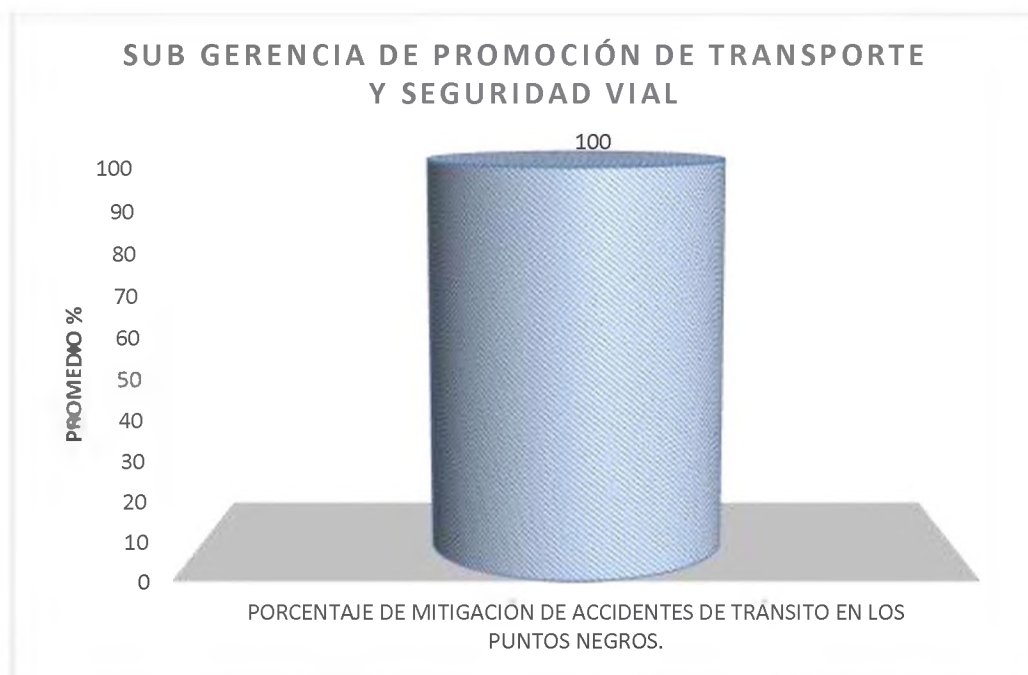 SUB GERENCIA DE PROMOCIÓN DE TRANSPORTE
Y SEGURIDAD VIAL
100
100
90
80
70
60
50
40
30
20
10
0
PROMEDIO %
PORCENTAJE DE MITIGACION DE ACCIDENTES DE TRANSITO EN LOS
PUNTOS NEGROS.